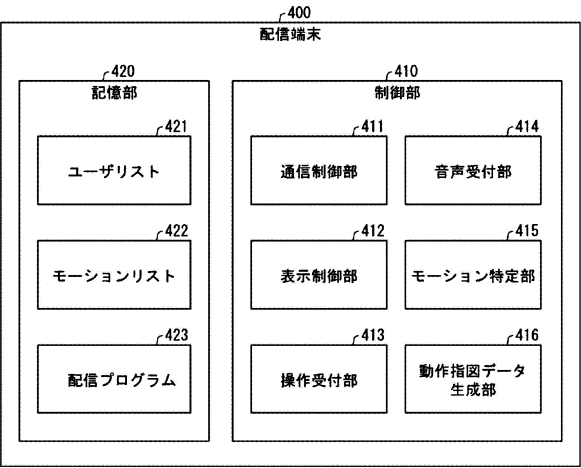 400
配信端末
420
記憶部
421
ユーザリスト
422
モーションリスト
423
配信プログラム
410
制御部
411
通信制御部
414
音声受付部
412
表示制御部
415
モーション特定部
413
操作受付部
416
動作指図データ
生成部